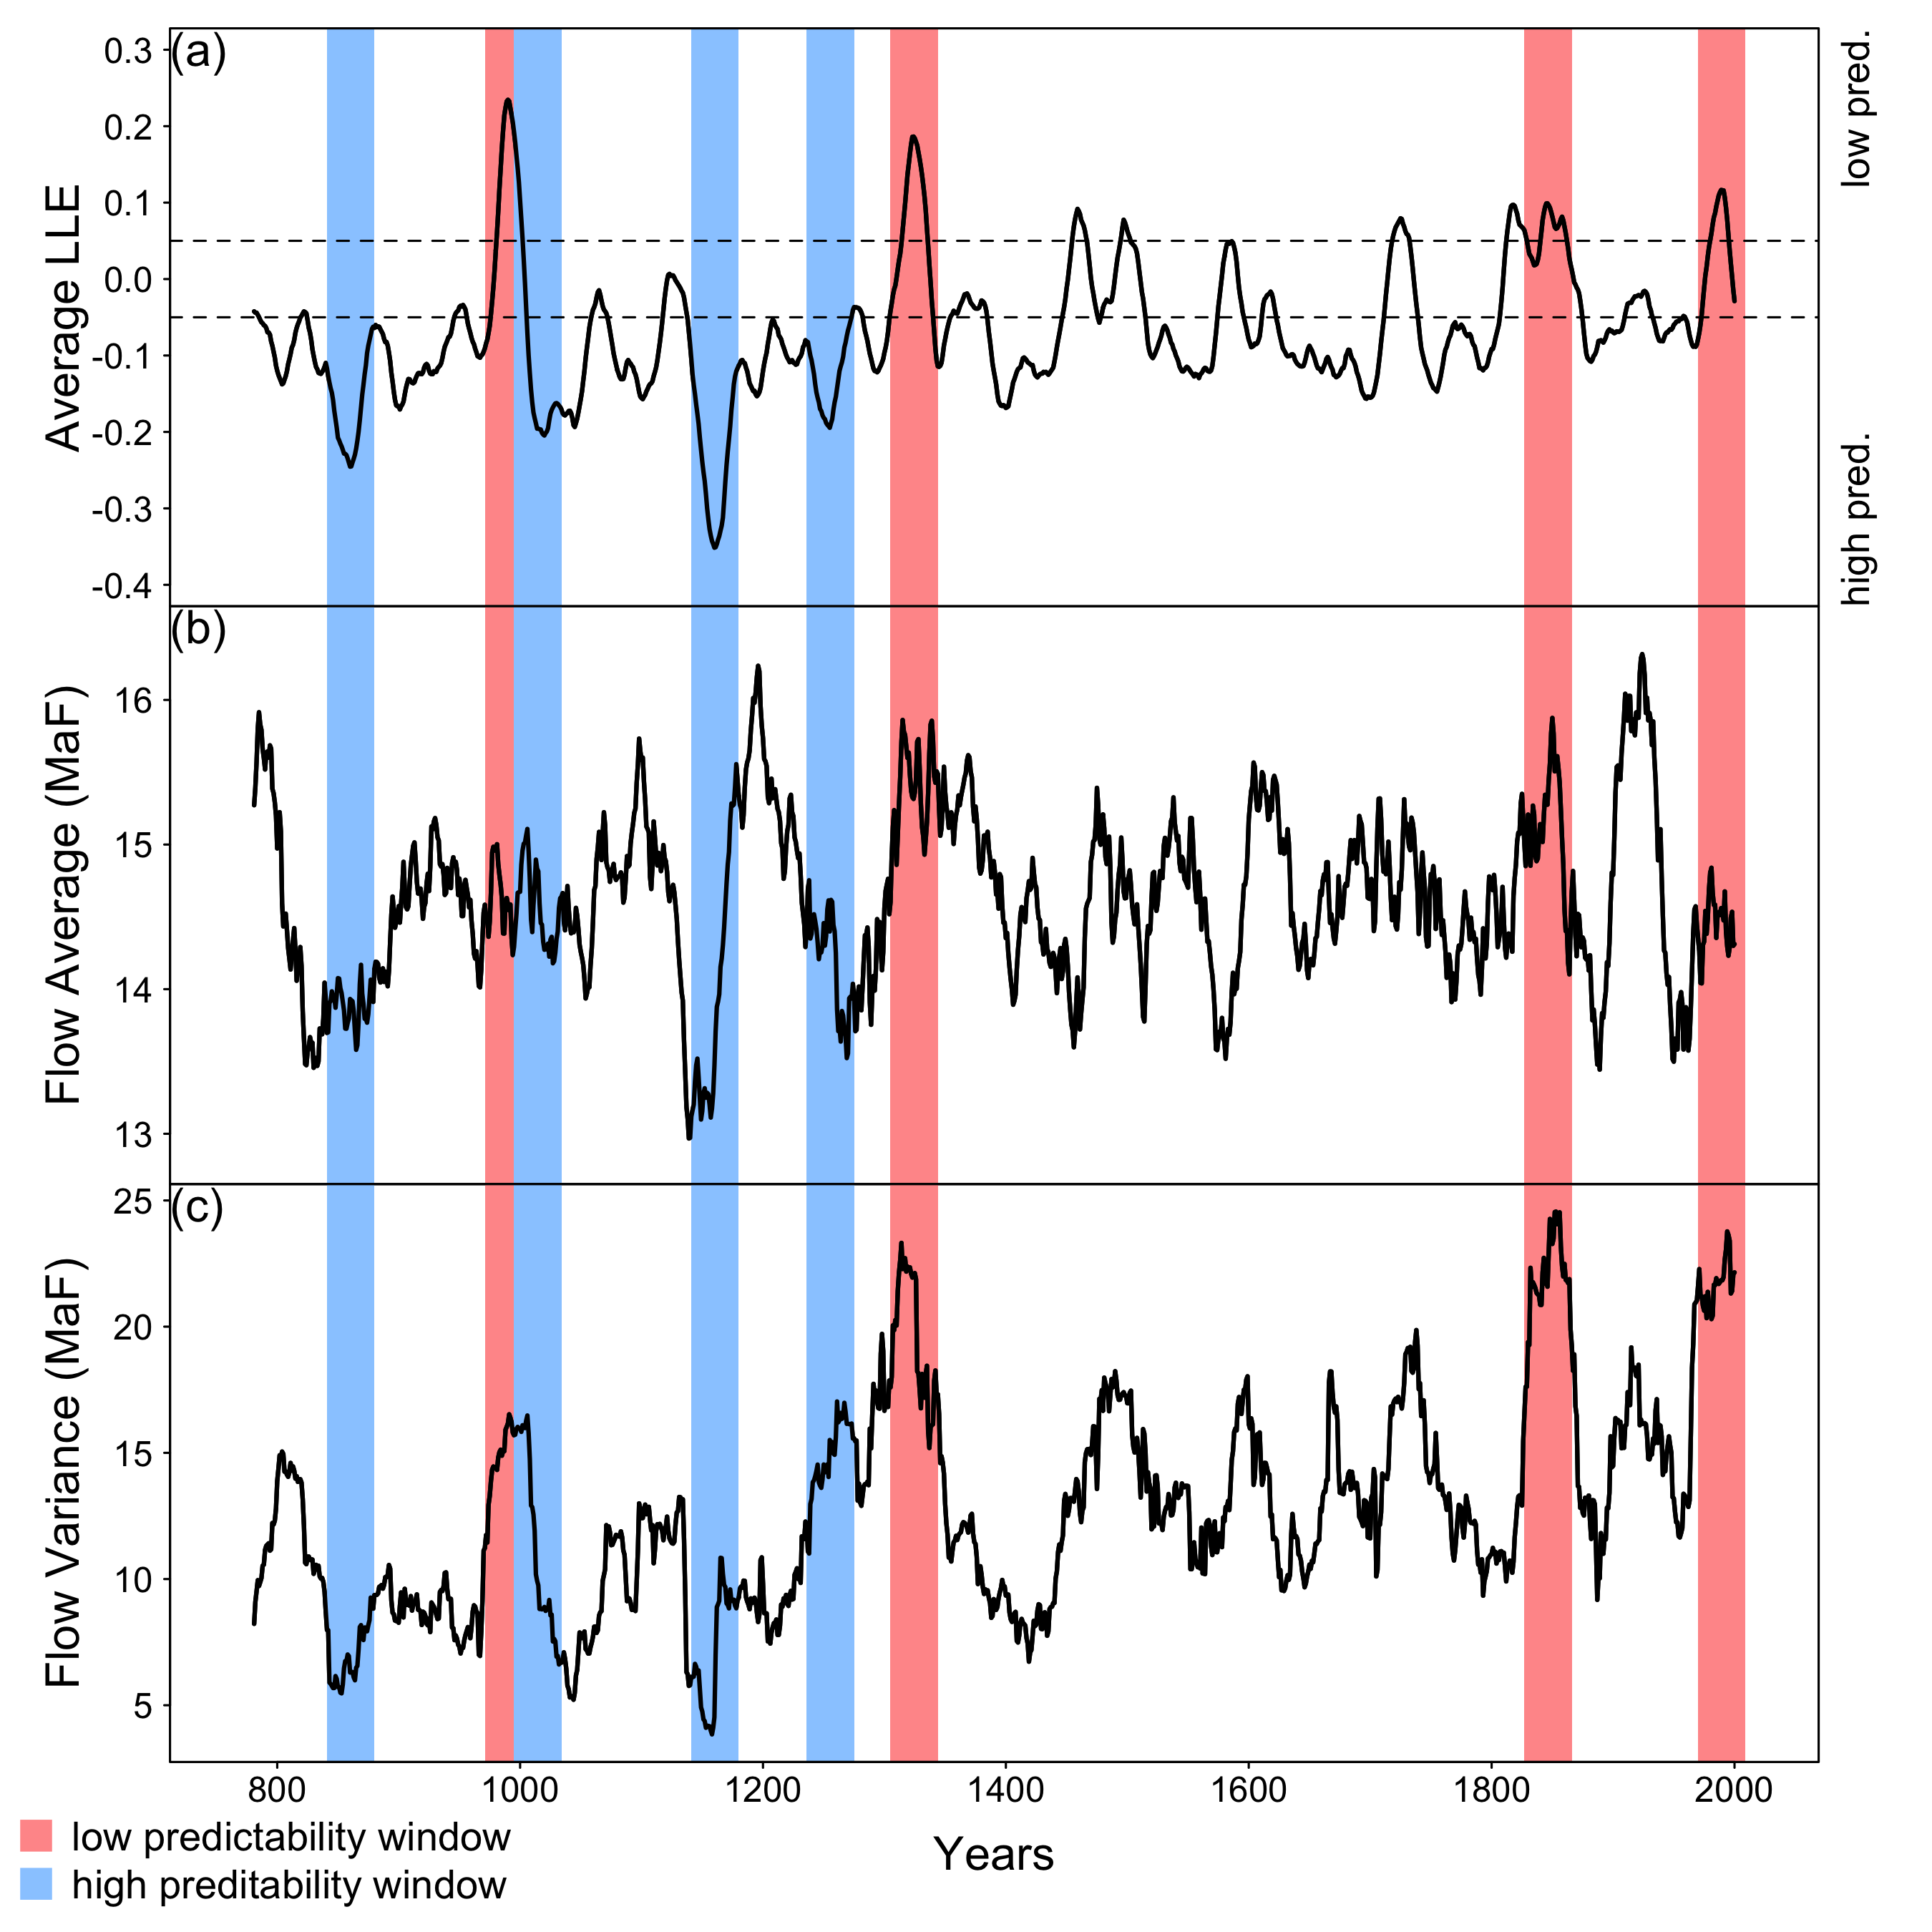 (a)
0.3
0.2
0.1
0.0
-0.1
-0.2
-0.3
-0.4
Average LLE
low pred.
high pred.
(b)
16
15
14
13
Flow Average (MaF)
(c)
25
20
15
10
5
Flow Variance (MaF)
800 1000 1200 1400 1600 1800 2000
Years
low predictability window
high preditability window